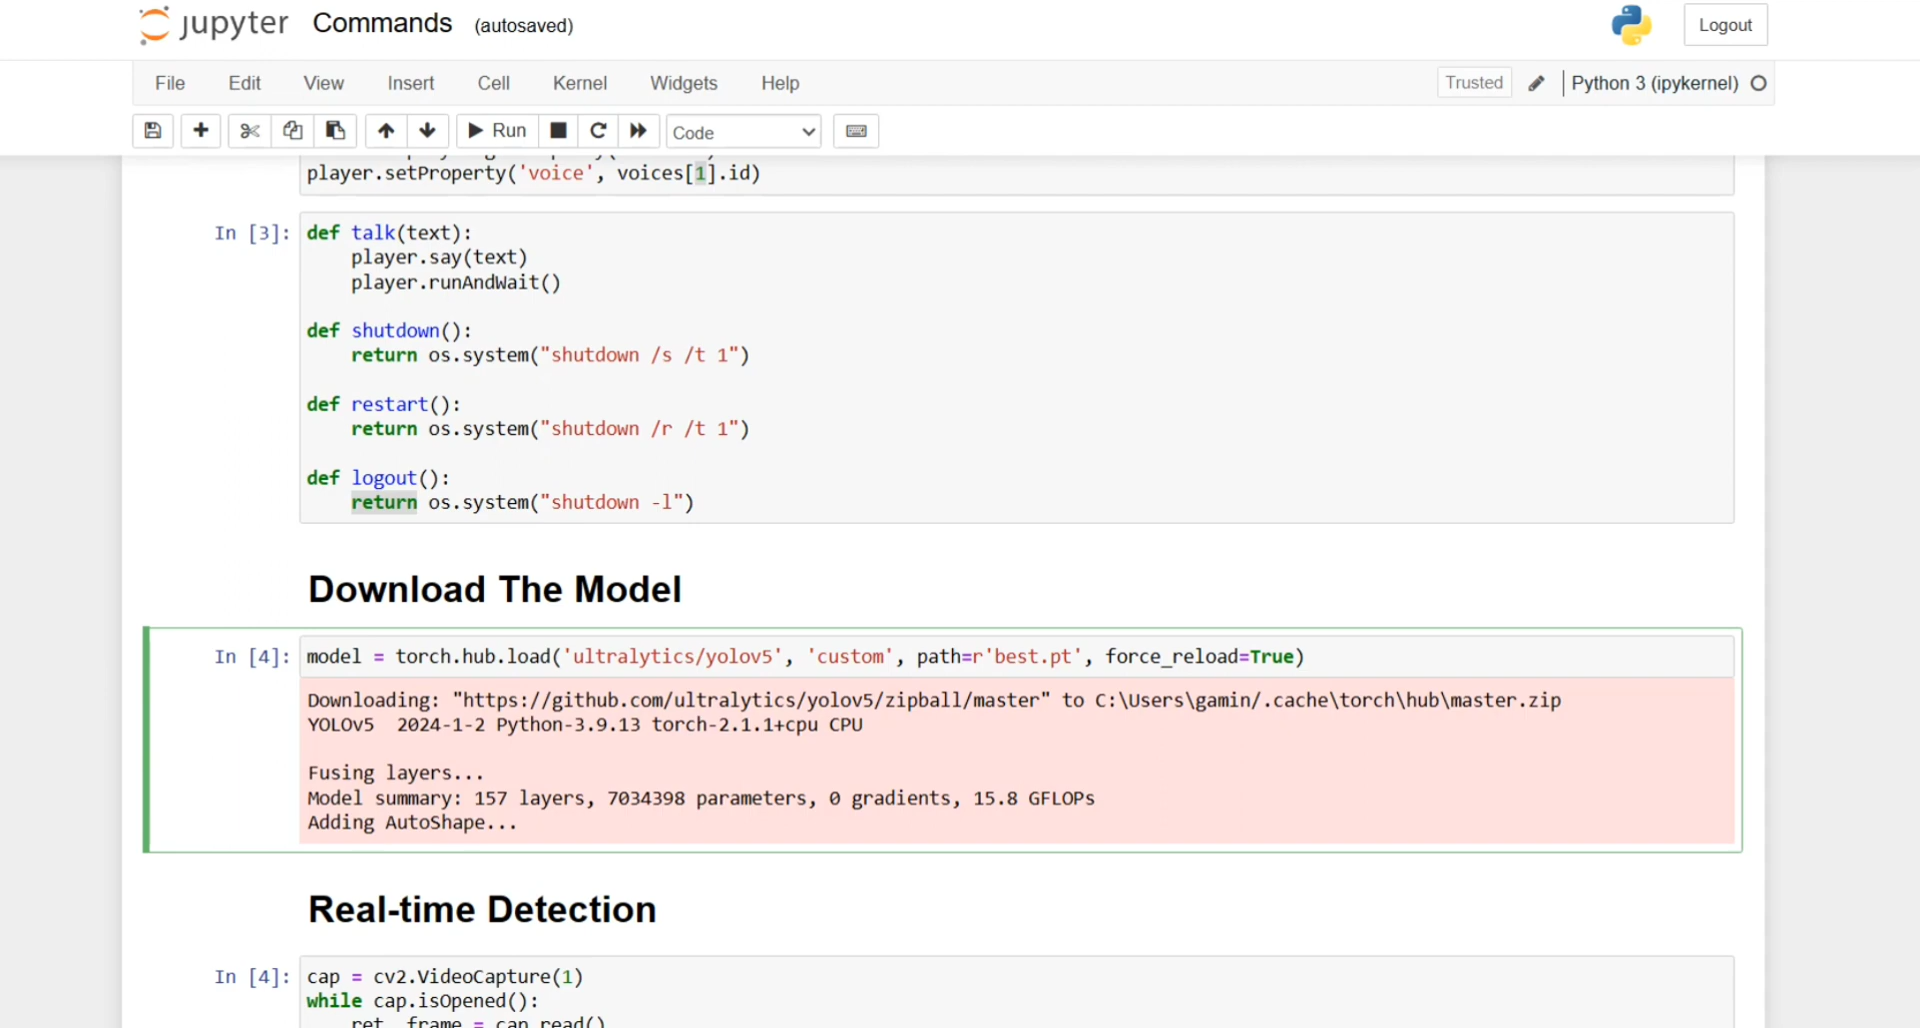 jupyter Commands (autosaved) Logout
File Edit View Insert Cell Kernel Widgets Help Trusted Python 3 (ipykernel)
Run Code
player.setProperty('voice', voices[1].id)
In [3]: def talk(text):
player.say(text)
player.runAndWait()
def shutdown():
return os.system("shutdown /s /t 1")
def restart():
return os.system("shutdown /r /t 1")
def logout():
return os.system("shutdown -l")
Download The Model
In [4]: model = torch.hub.load('ultralytics/yolov5', 'custom', path=r'best.pt', force_reload=True)
Downloading: "https://github.com/ultralytics/yolov5/zipball/master" to C:\Users\gamin/.cache\torch\hub\master.zip
YOLOv5 2024-1-2 Python-3.9.13 torch-2.1.1+cpu CPU
Fusing layers...
Model summary: 157 layers, 7034398 parameters, 0 gradients, 15.8 GFLOPs
Adding AutoShape...
Real-time Detection
In [4]: cap = cv2.VideoCapture(1)
while cap.isOpened():
ret, frame = cap.read()